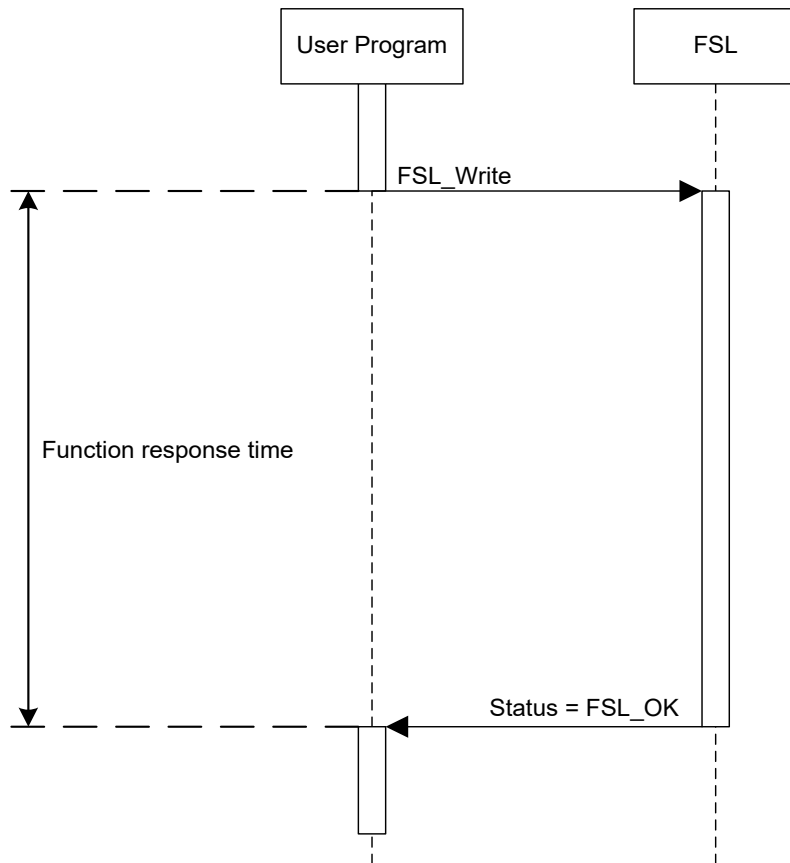 User Program
FSL
FSL_Write
Function response time
Status = FSL_OK